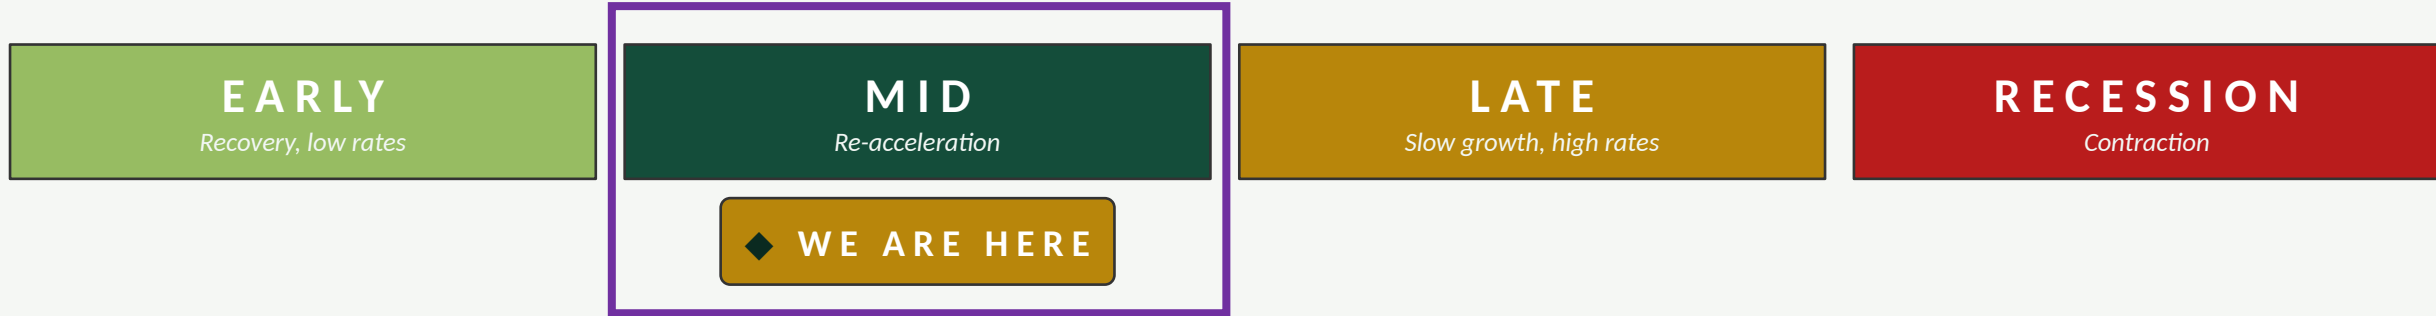 EARLY
Recovery, low rates
MID
Re-acceleration
LATE
Slow growth, high rates
RECESSION
Contraction
◆ WE ARE HERE